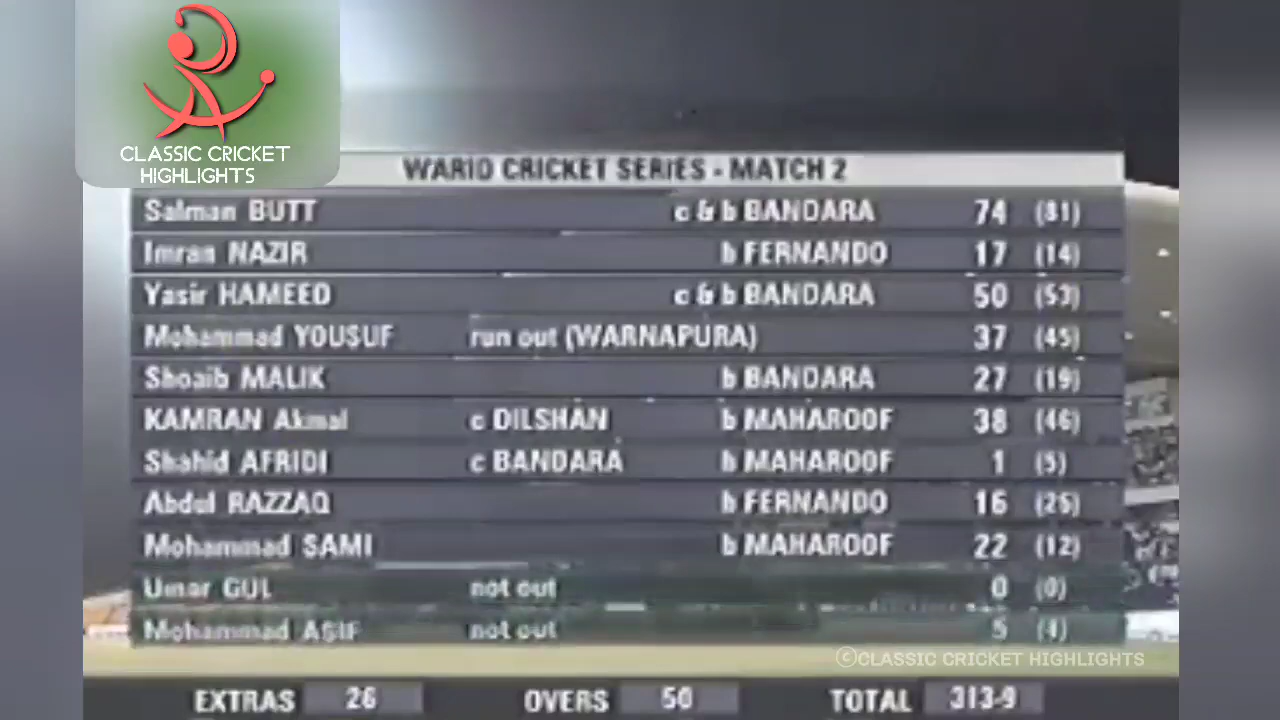 CLASSIC CRICKET
HIGHLIGHTS
WARID CRICKET SERIES - MATCH 2
Salman BUTT c & b BANDARA 74 (81)
Imran NAZIR b FERNANDO 17 (14)
Yasir HAMEED c & b BANDARA 50 (53)
Mohammad YOUSUF run out (WARNAPURA) 37 (45)
Shoaib MALIK b BANDARA 27 (19)
KAMRAN Akmal c DILSHAN b MAHAROOF 38 (46)
Shahid AFRIDI c BANDARA b MAHAROOF 1 (5)
Abdul RAZZAQ b FERNANDO 16 (25)
Mohammad SAMI b MAHAROOF 22 (12)
Umar GUL not out 0 (0)
Mohammad ASIF not out 5 (4)
©CLASSIC CRICKET HIGHLIGHTS
EXTRAS 26 OVERS 50 TOTAL 313-9